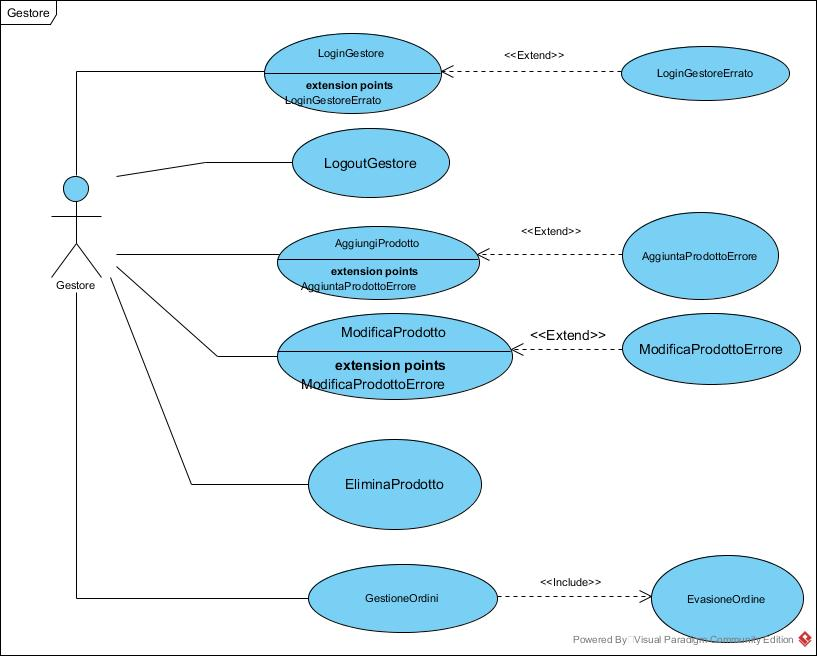 Gestore
LoginGestore
extension points
LoginGestoreErrato
<<Extend>>
LoginGestoreErrato
LogoutGestore
Gestore
AggiungiProdotto
extension points
AggiuntaProdottoErrore
<<Extend>>
AggiuntaProdottoErrore
ModificaProdotto
extension points
ModificaProdottoErrore
<<Extend>>
ModificaProdottoErrore
EliminaProdotto
GestioneOrdini
<<Include>>
EvasioneOrdine
Powered By Visual Paradigm Community Edition